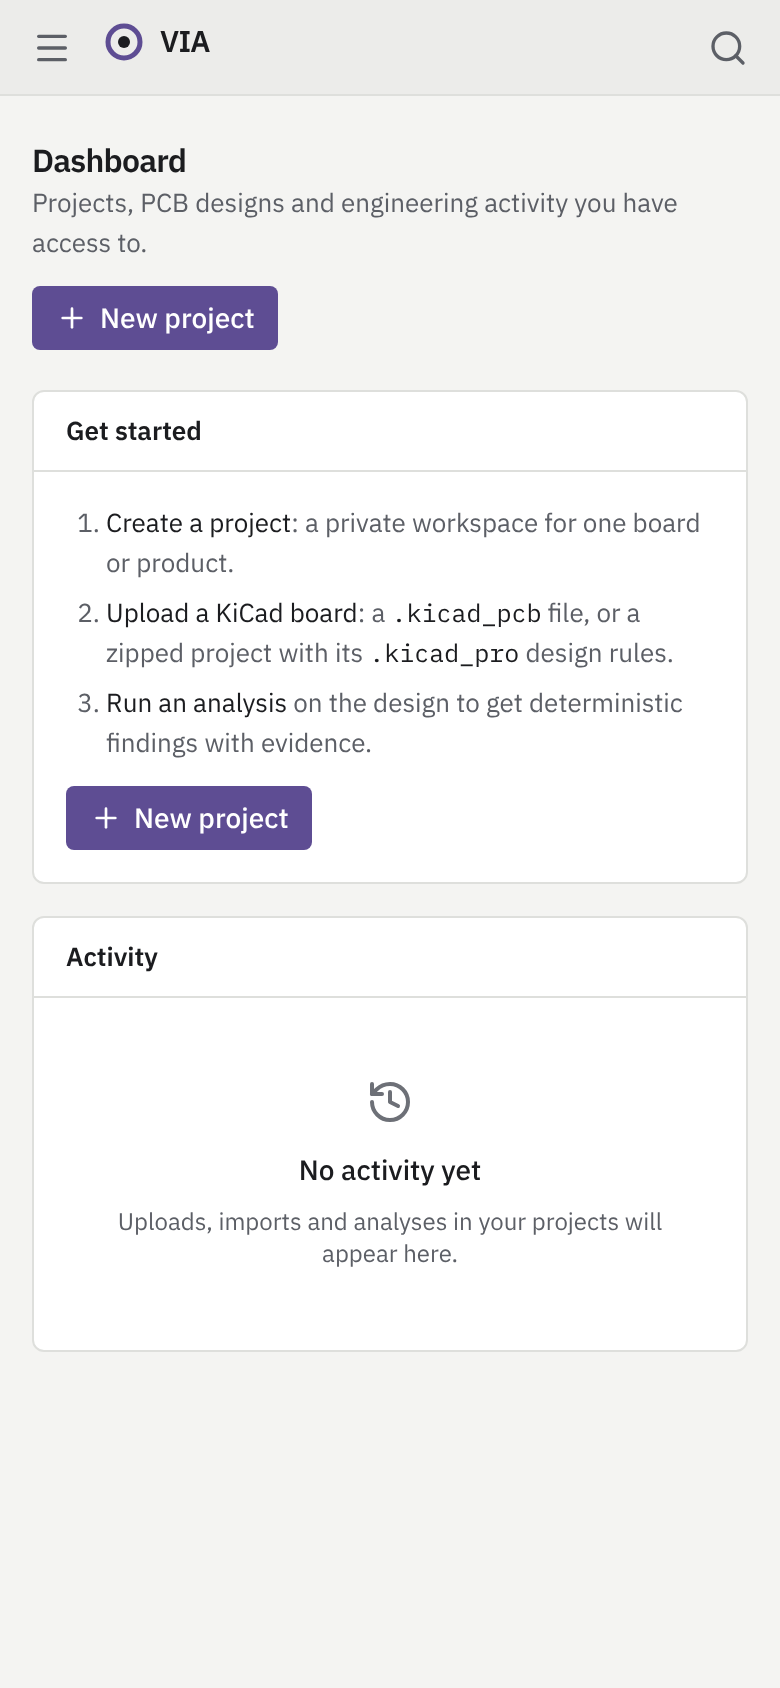 VIA
Dashboard
Projects, PCB designs and engineering activity you have
access to.
New project
Get started
1. Create a project: a private workspace for one board
or product.
2. Upload a KiCad board: a .kicad_pcb file, or a
zipped project with its .kicad_pro design rules.
3. Run an analysis on the design to get deterministic
findings with evidence.
New project
Activity
No activity yet
Uploads, imports and analyses in your projects will
appear here.